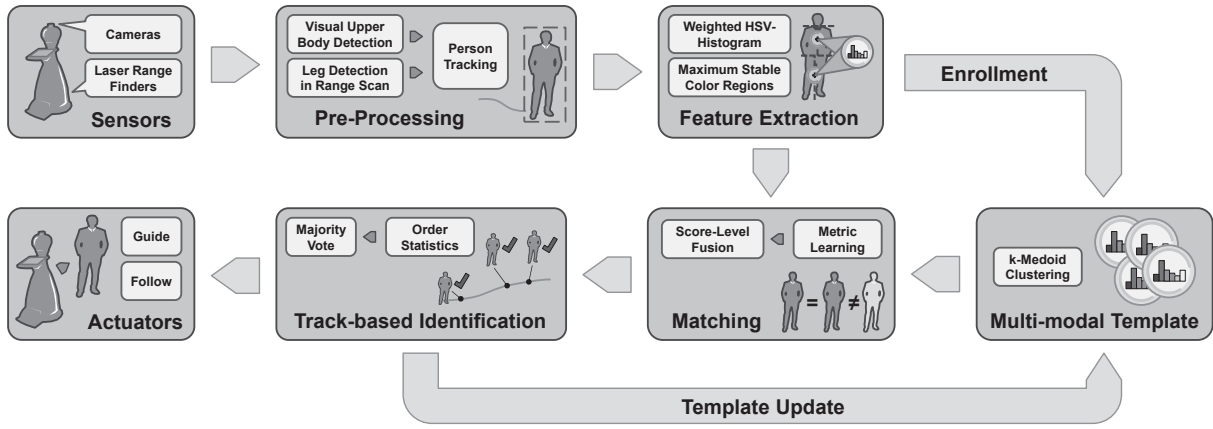 Cameras
Laser Range
Finders
Sensors
Visual Upper
Body Detection
Leg Detection
in Range Scan
Person
Tracking
Pre-Processing
Weighted HSV-
Histogram
Maximum Stable
Color Regions
Feature Extraction
Enrollment
Guide
Follow
Actuators
Majority
Vote
Order
Statistics
Track-based Identification
Score-Level
Fusion
Metric
Learning
= ≠
Matching
k-Medoid
Clustering
Multi-modal Template
Template Update